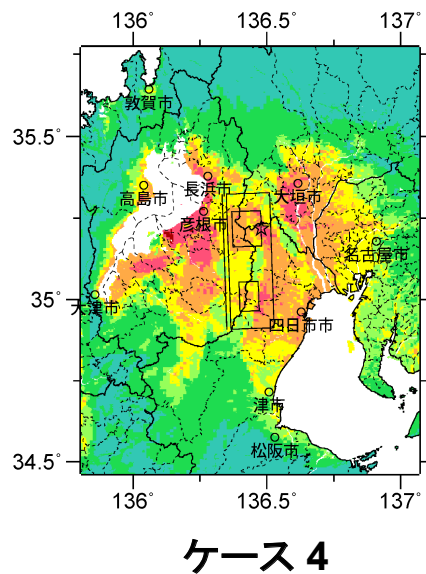 136° 136.5° 137°
敦賀市
35.5°
高島市 長浜市 大垣市
彦根市
名古屋市
35°
大津市
四日市市
津市
松阪市
34.5°
136° 136.5° 137°
ケース 4